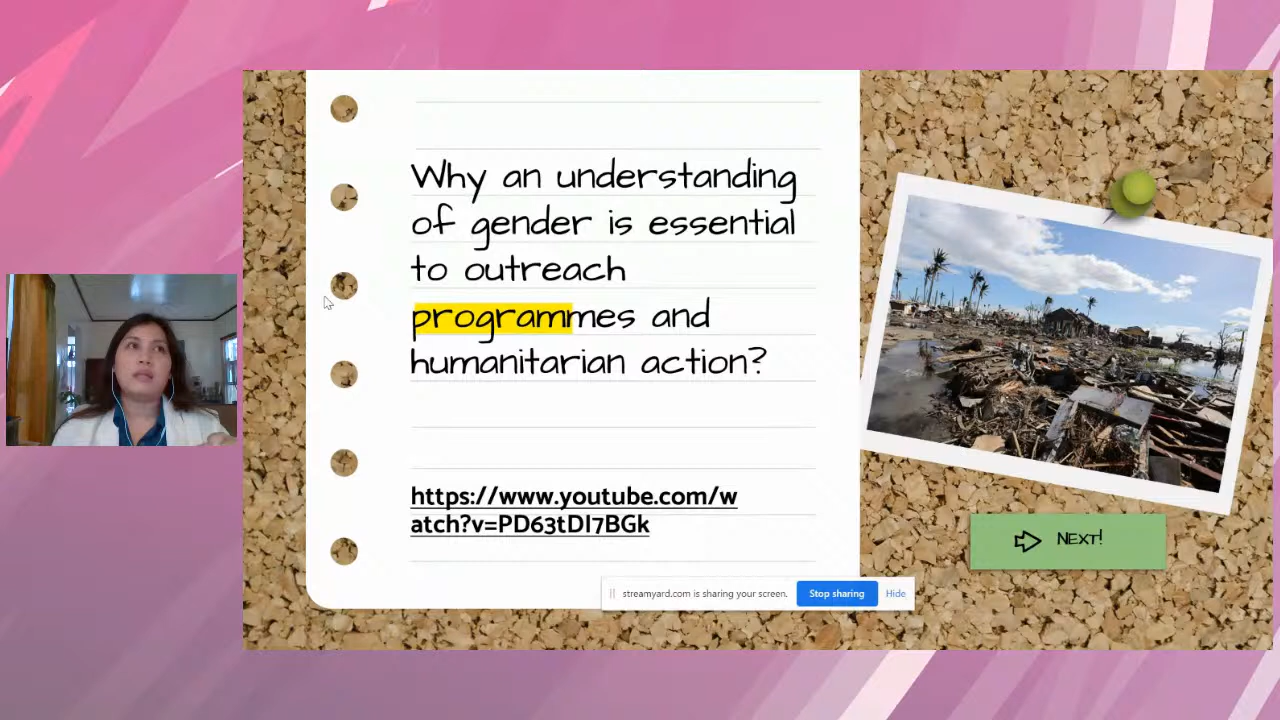 Why an understanding
of gender is essential
to outreach
programmes and
humanitarian action?
https://www.youtube.com/w
atch?v=PD63tDI7BGk
NEXT!
streamyard.com is sharing your screen.
Stop sharing
Hide